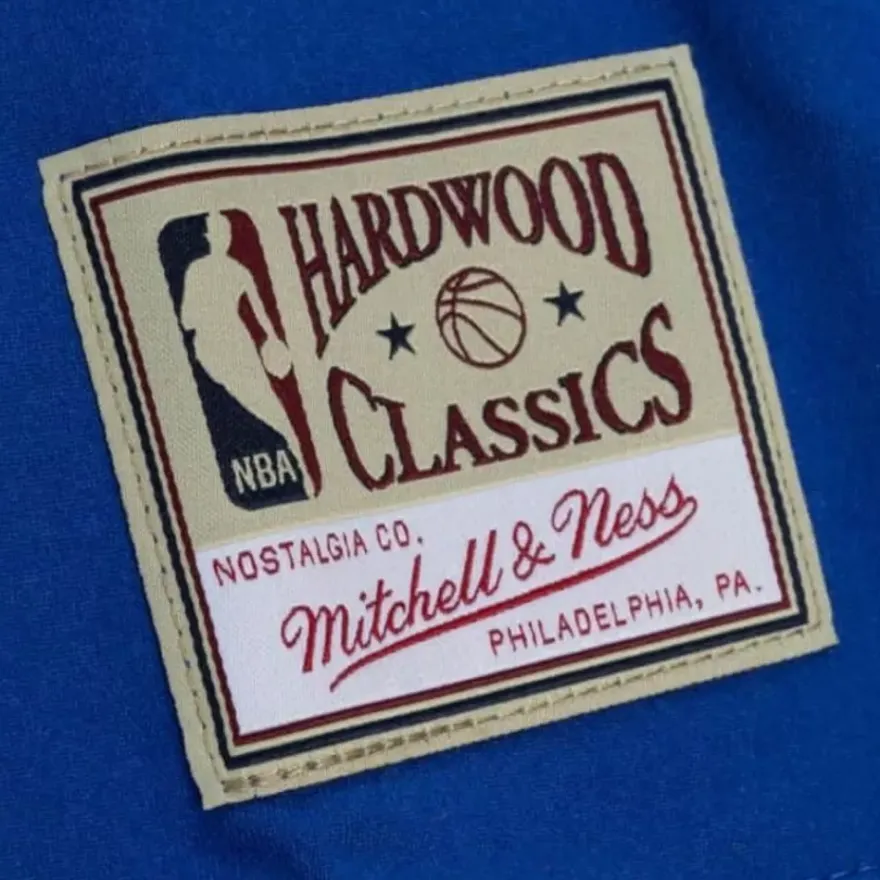 HARDWOOD
CLASSICS
NBA
NOSTALGIA CO.
Mitchell & Ness
PHILADELPHIA, PA.